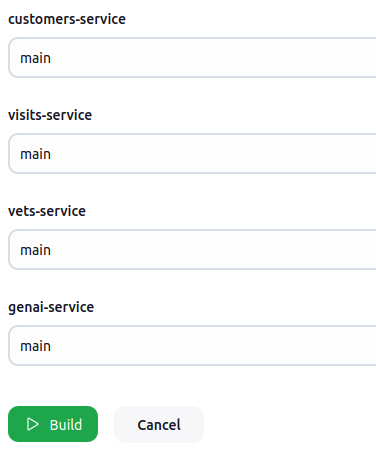 customers-service
main
visits-service
main
vets-service
main
genai-service
main
Build Cancel